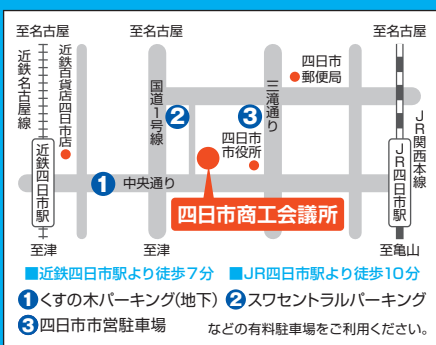 至名古屋 至名古屋 至名古屋
近鉄名古屋線
近鉄百貨店四日市店
国道1号線
三滝通り
四日市
郵便局
JR関西本線
2
3
四日市
市役所
近鉄四日市駅
JR四日市駅
1 中央通り
四日市商工会議所
至津 至津 至亀山
■近鉄四日市駅より徒歩7分 ■JR四日市駅より徒歩10分
1くすの木パーキング(地下) 2スワセントラルパーキング
3四日市市営駐車場 などの有料駐車場をご利用ください。